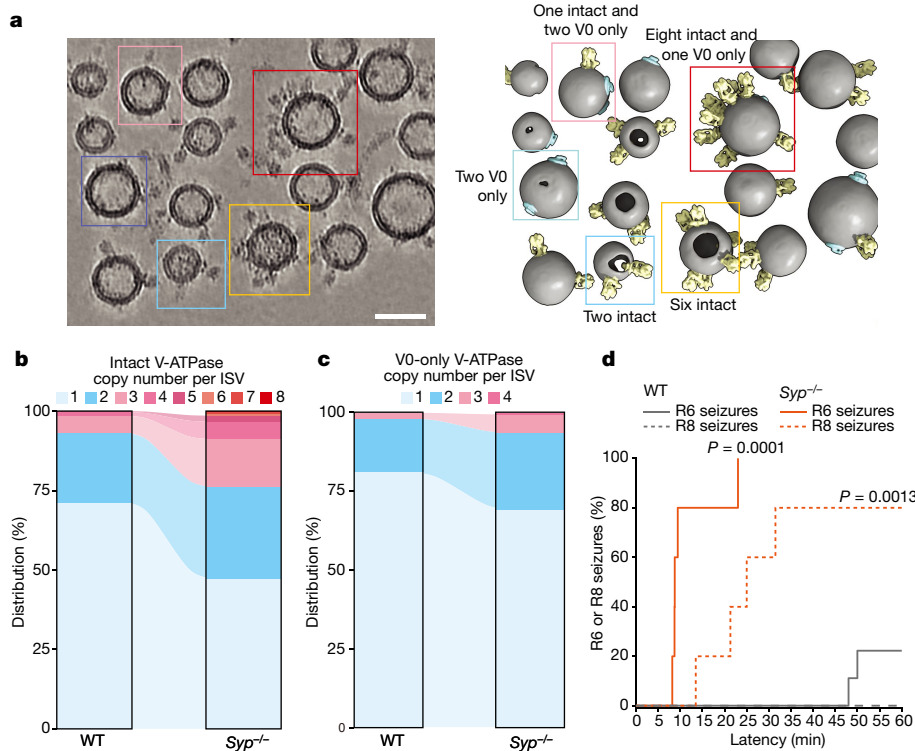 a
One intact and
two V0 only
Eight intact and
one V0 only
Two V0
only
Two intact
Six intact
b
Intact V-ATPase
copy number per ISV
1 2 3 4 5 6 7 8
Distribution (%)
100
75
50
25
0
WT
Syp–/–
c
V0-only V-ATPase
copy number per ISV
1 2 3 4
Distribution (%)
100
75
50
25
0
WT
Syp–/–
d
WT
R6 seizures
R8 seizures
Syp–/–
R6 seizures
R8 seizures
P = 0.0001
P = 0.0013
R6 or R8 seizures (%)
100
80
60
40
20
0
0 5 10 15 20 25 30 35 40 45 50 55 60
Latency (min)